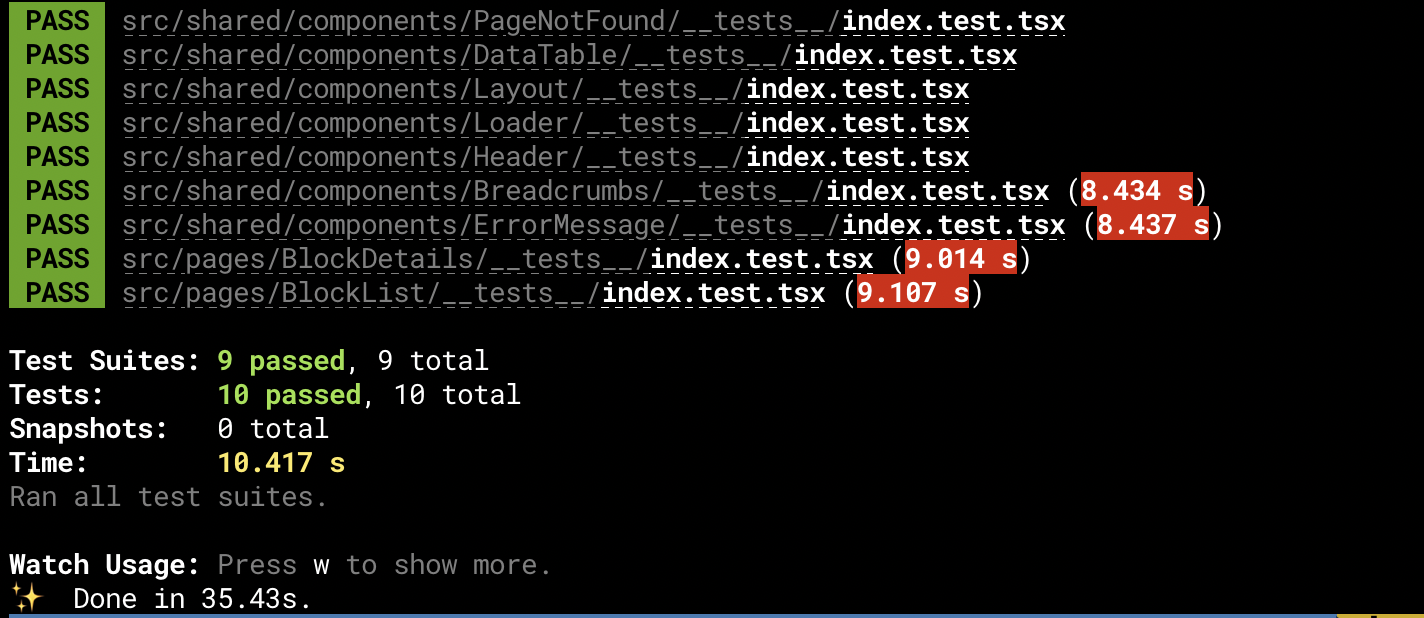 PASS src/shared/components/PageNotFound/__tests__/index.test.tsx
PASS src/shared/components/DataTable/__tests__/index.test.tsx
PASS src/shared/components/Layout/__tests__/index.test.tsx
PASS src/shared/components/Loader/__tests__/index.test.tsx
PASS src/shared/components/Header/__tests__/index.test.tsx
PASS src/shared/components/Breadcrumbs/__tests__/index.test.tsx (8.434 s)
PASS src/shared/components/ErrorMessage/__tests__/index.test.tsx (8.437 s)
PASS src/pages/BlockDetails/__tests__/index.test.tsx (9.014 s)
PASS src/pages/BlockList/__tests__/index.test.tsx (9.107 s)
Test Suites: 9 passed, 9 total
Tests: 10 passed, 10 total
Snapshots: 0 total
Time: 10.417 s
Ran all test suites.
Watch Usage: Press w to show more.
✨ Done in 35.43s.